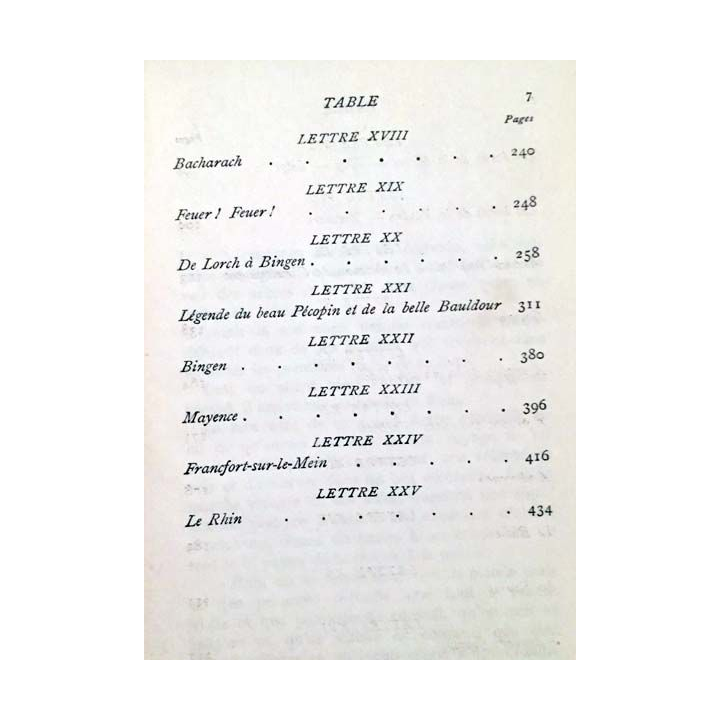 TABLE 7
Pages
LETTRE XVIII
Bacharach . . . . . . . 240
LETTRE XIX
Feuer ! Feuer ! . . . . . . 248
LETTRE XX
De Lorch à Bingen . . . . . . 258
LETTRE XXI
Légende du beau Pécopin et de la belle Bauldour 311
LETTRE XXII
Bingen . . . . . . . . 380
LETTRE XXIII
Mayence . . . . . . . . 396
LETTRE XXIV
Francfort-sur-le-Mein . . . . . 416
LETTRE XXV
Le Rhin . . . . . . . 434